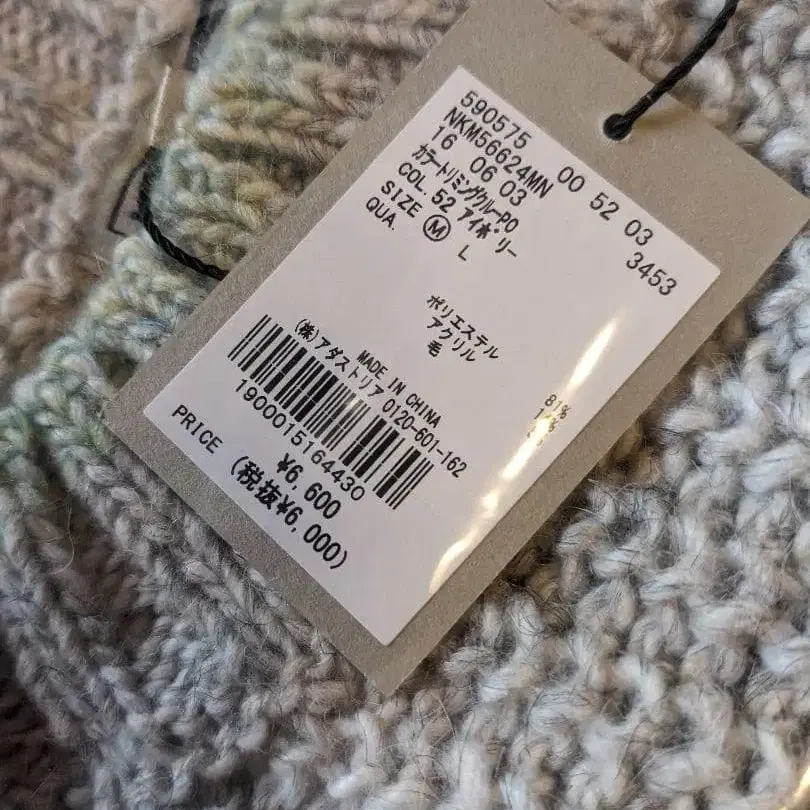 590575 00 52 03
NKM56624MN 3453
16 06 03
カラートリミングクルーPO
COL.52 アイボリー
SIZE Ⓜ L
QUA.
ポリエステル 81%
アクリル
毛
MADE IN CHINA
(株)アダストリア 0120-601-162
1900015164430
PRICE ¥6,600
(税抜¥6,000)